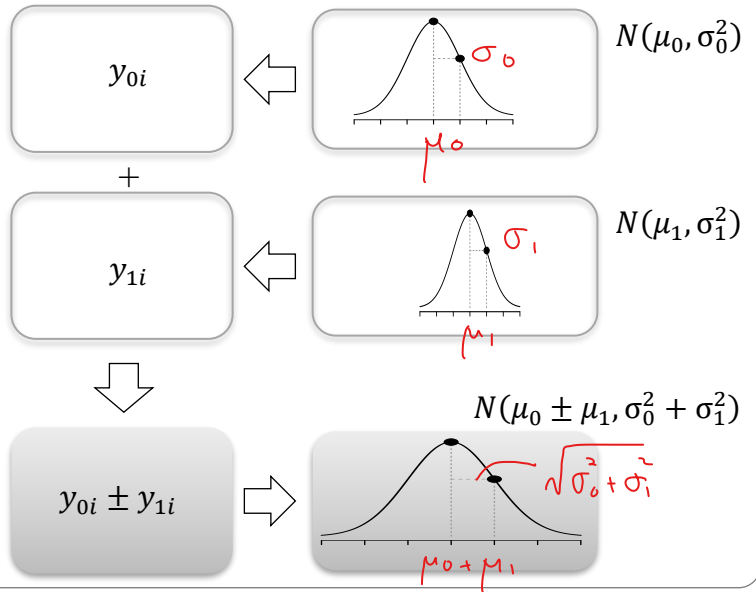 y₀ᵢ
σ₀
N(μ₀, σ₀²)
μ₀
+
y₁ᵢ
σ₁
N(μ₁, σ₁²)
μ₁
N(μ₀ ± μ₁, σ₀² + σ₁²)
y₀ᵢ ± y₁ᵢ
√(σ₀² + σ₁²)
μ₀ + μ₁